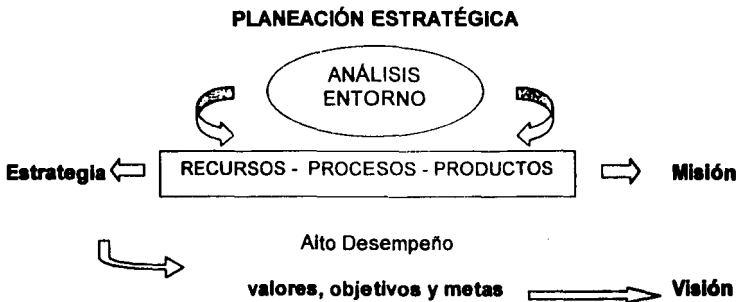 PLANEACIÓN ESTRATÉGICA
ANÁLISIS
ENTORNO
Estrategia
RECURSOS - PROCESOS - PRODUCTOS
Misión
Alto Desempeño
valores, objetivos y metas
Visión